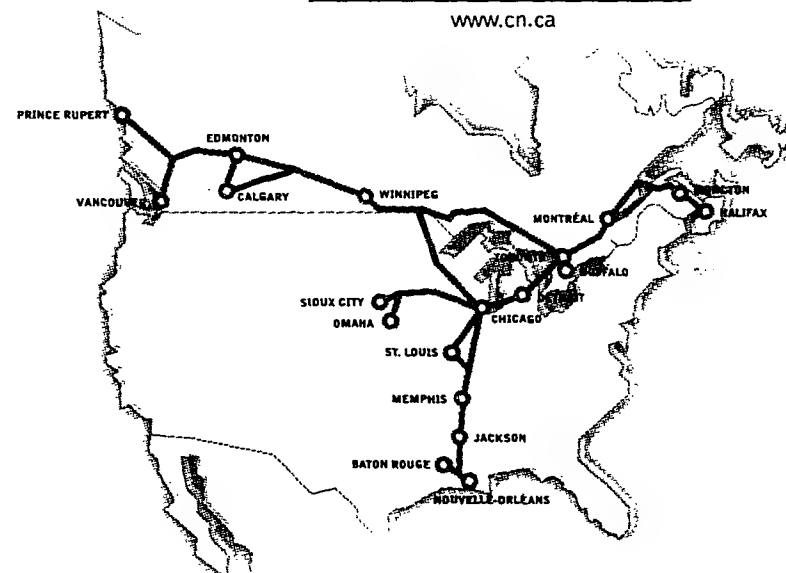 www.cn.ca
PRINCE RUPERT
EDMONTON
VANCOUVER
CALGARY
WINNIPEG
MONTRÉAL
MONCTON
HALIFAX
TORONTO
BUFFALO
DETROIT
SIOUX CITY
OMAHA
CHICAGO
ST. LOUIS
MEMPHIS
JACKSON
BATON ROUGE
NOUVELLE-ORLÉANS